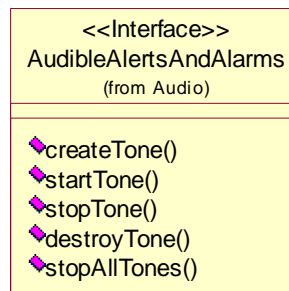 <<Interface>>
AudibleAlertsAndAlarms
(from Audio)
createTone()
startTone()
stopTone()
destroyTone()
stopAllTones()